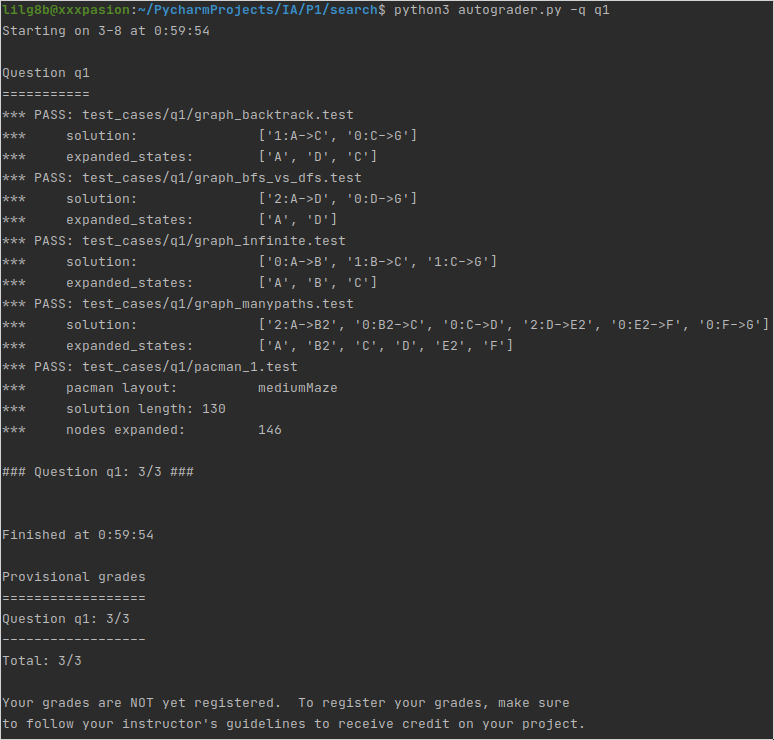 lilg8b@xxxpasion:~/PycharmProjects/IA/P1/search$ python3 autograder.py -q q1
Starting on 3-8 at 0:59:54
Question q1
===========
*** PASS: test_cases/q1/graph_backtrack.test
***     solution:               ['1:A->C', '0:C->G']
***     expanded_states:        ['A', 'D', 'C']
*** PASS: test_cases/q1/graph_bfs_vs_dfs.test
***     solution:               ['2:A->D', '0:D->G']
***     expanded_states:        ['A', 'D']
*** PASS: test_cases/q1/graph_infinite.test
***     solution:               ['0:A->B', '1:B->C', '1:C->G']
***     expanded_states:        ['A', 'B', 'C']
*** PASS: test_cases/q1/graph_manypaths.test
***     solution:               ['2:A->B2', '0:B2->C', '0:C->D', '2:D->E2', '0:E2->F', '0:F->G']
***     expanded_states:        ['A', 'B2', 'C', 'D', 'E2', 'F']
*** PASS: test_cases/q1/pacman_1.test
***     pacman layout:          mediumMaze
***     solution length: 130
***     nodes expanded:         146
### Question q1: 3/3 ###
Finished at 0:59:54
Provisional grades
==================
Question q1: 3/3
------------------
Total: 3/3
Your grades are NOT yet registered.  To register your grades, make sure
to follow your instructor's guidelines to receive credit on your project.